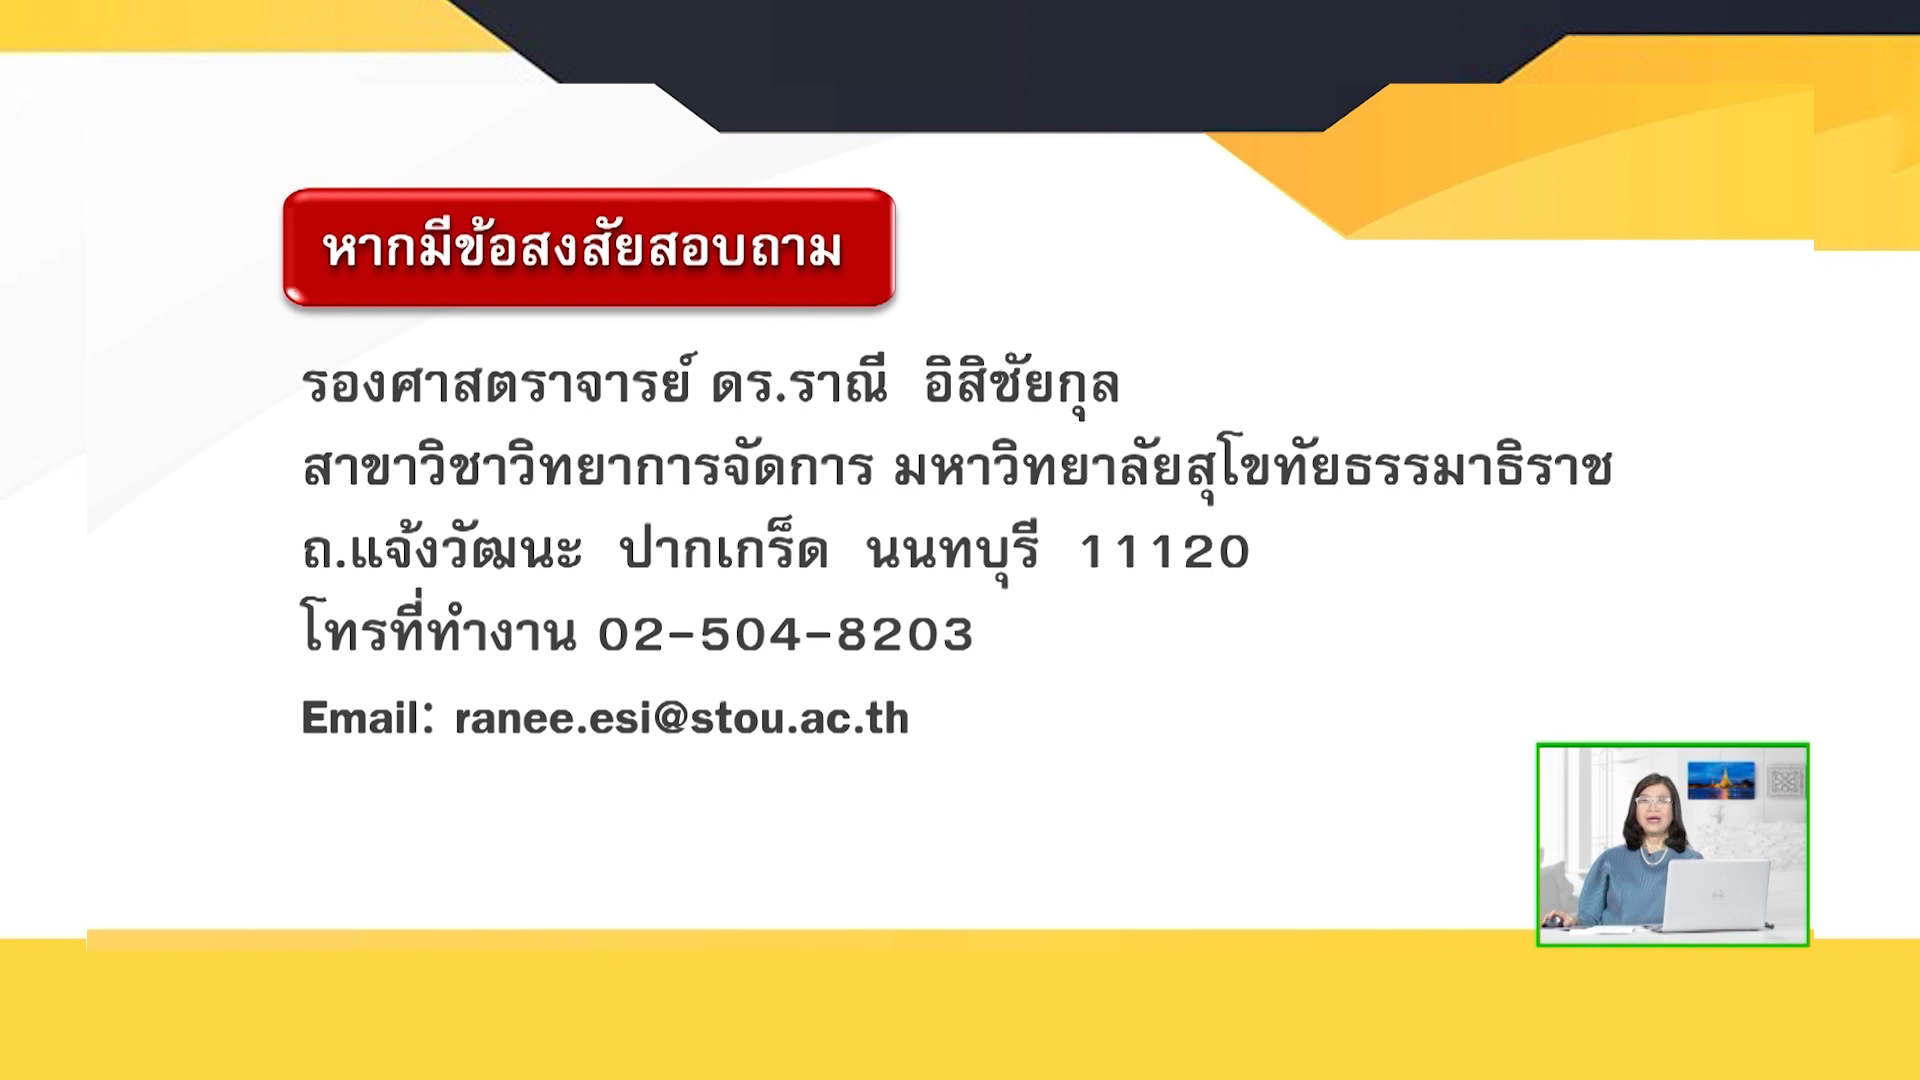 หากมีข้อสงสัยสอบถาม
รองศาสตราจารย์ ดร.ราณี อิสิชัยกุล
สาขาวิชาวิทยาการจัดการ มหาวิทยาลัยสุโขทัยธรรมาธิราช
ถ.แจ้งวัฒนะ ปากเกร็ด นนทบุรี 11120
โทรที่ทำงาน 02-504-8203
Email: ranee.esi@stou.ac.th